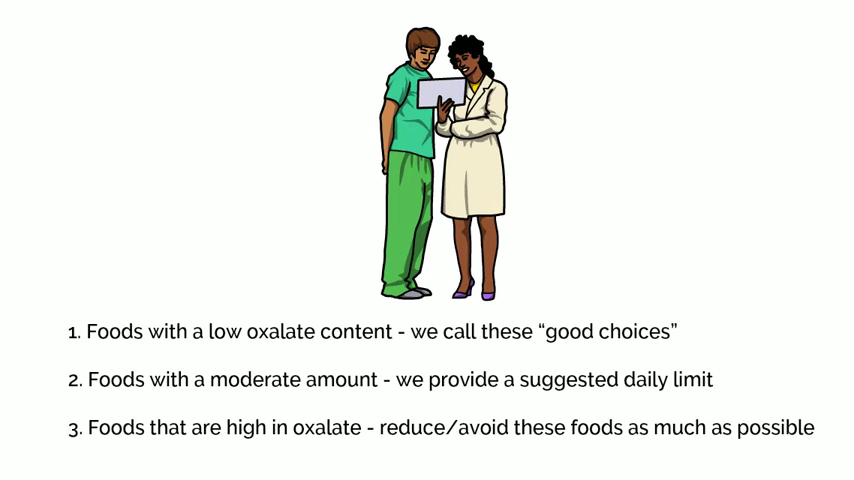 1. Foods with a low oxalate content - we call these “good choices”
2. Foods with a moderate amount - we provide a suggested daily limit
3. Foods that are high in oxalate - reduce/avoid these foods as much as possible